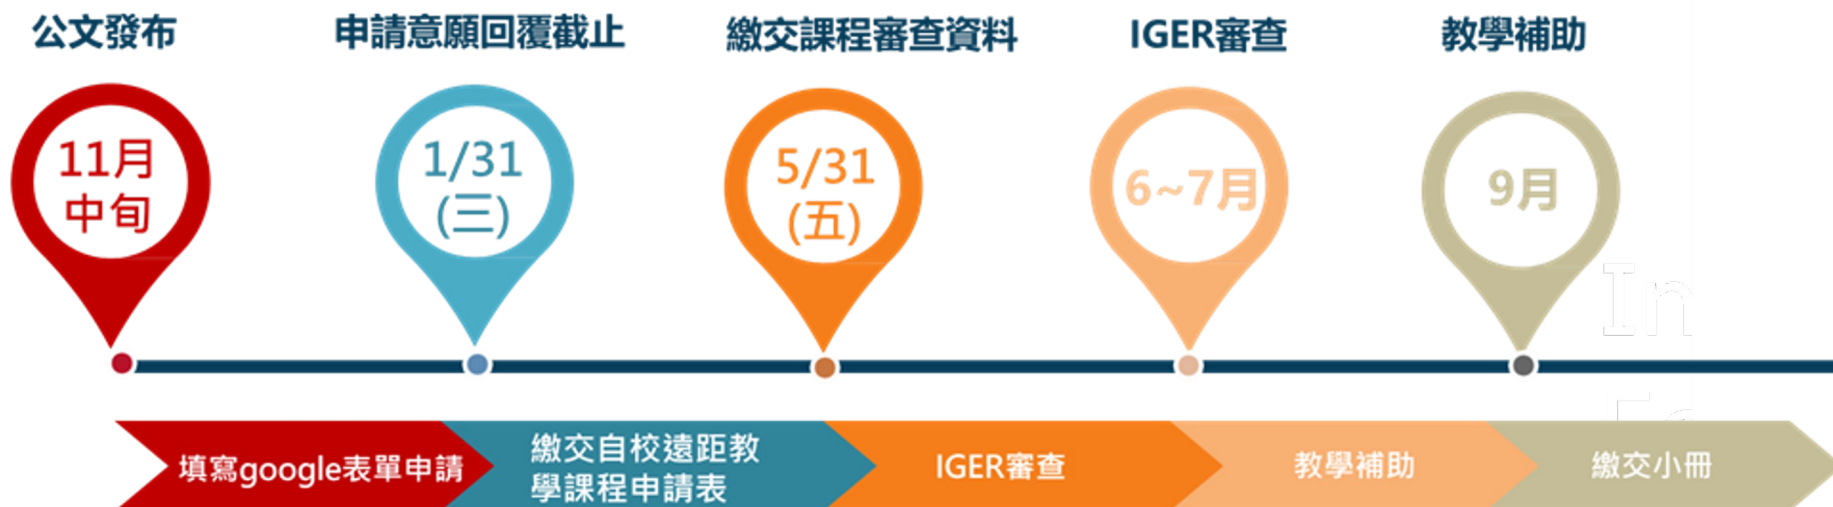 公文發布
申請意願回覆截止
繳交課程審查資料
IGER審查
教學補助
11月
中旬
1/31
(三)
5/31
(五)
6~7月
9月
In
填寫google表單申請
繳交自校遠距教
學課程申請表
IGER審查
教學補助
繳交小冊